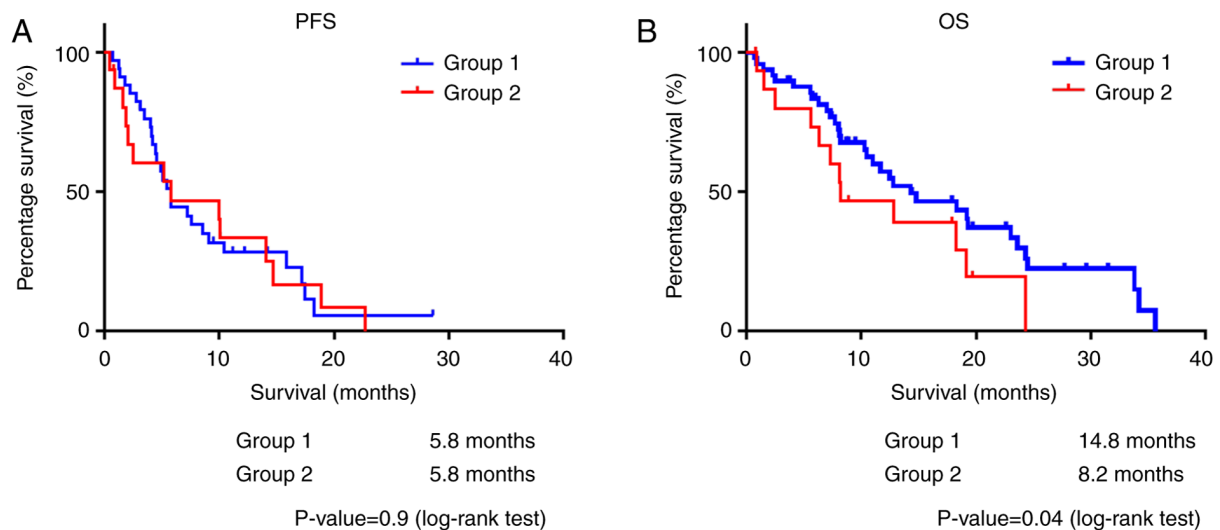 A
PFS
Percentage survival (%)
100
50
0
Group 1
Group 2
0 10 20 30 40
Survival (months)
Group 1 5.8 months
Group 2 5.8 months
P-value=0.9 (log-rank test)
B
OS
Percentage survival (%)
100
50
0
Group 1
Group 2
0 10 20 30 40
Survival (months)
Group 1 14.8 months
Group 2 8.2 months
P-value=0.04 (log-rank test)